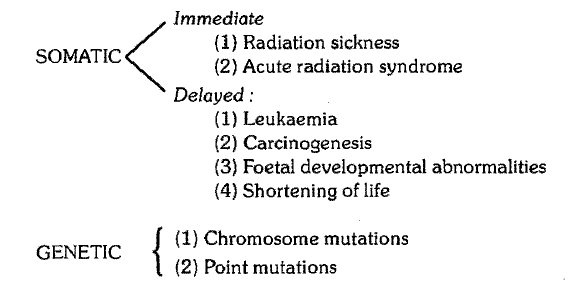 Immediate
(1) Radiation sickness
SOMATIC
(2) Acute radiation syndrome
Delayed :
(1) Leukaemia
(2) Carcinogenesis
(3) Foetal developmental abnormalities
(4) Shortening of life
(1) Chromosome mutations
GENETIC
(2) Point mutations